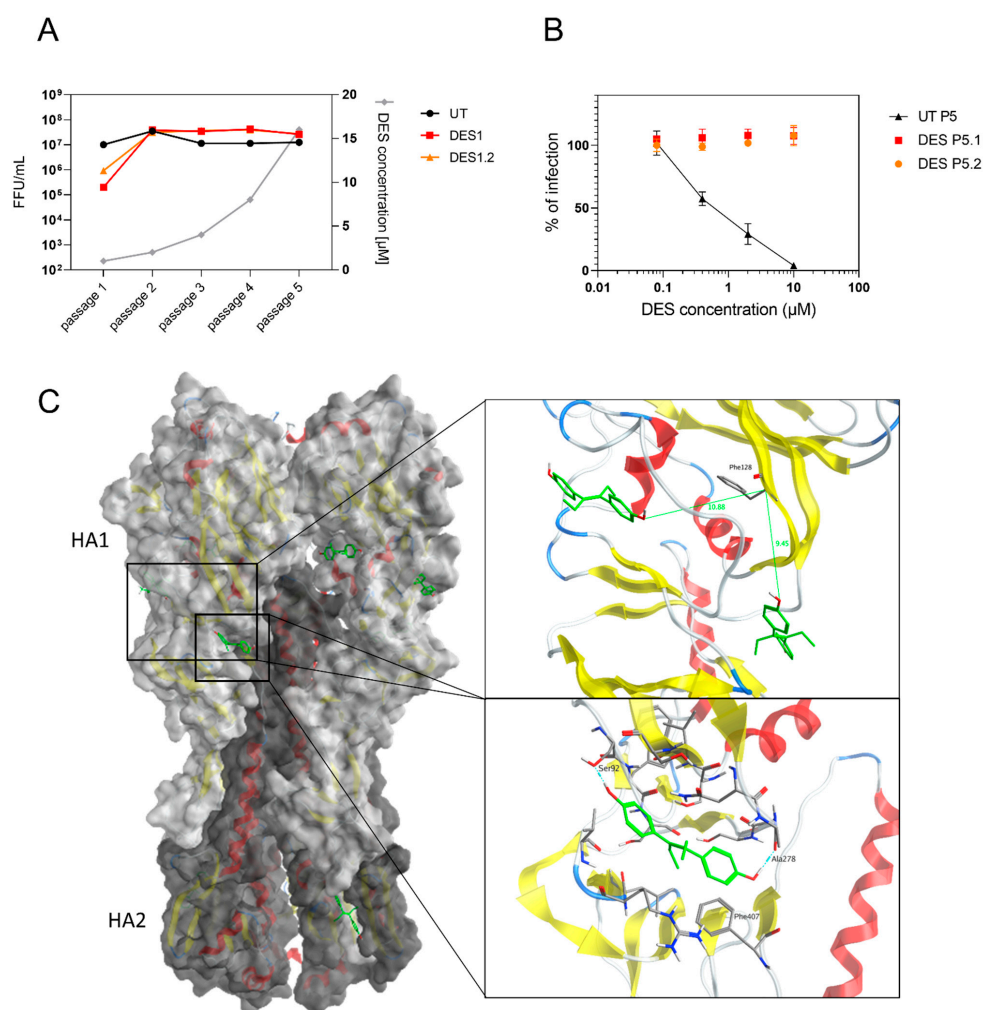 A
10⁹
10⁸
10⁷
10⁶
10⁵
10⁴
10³
10²
FFU/mL
20
15
10
5
0
DES concentration [µM]
passage 1
passage 2
passage 3
passage 4
passage 5
UT
DES1
DES1.2
B
100
50
0
% of infection
0.01
0.1
1
10
100
DES concentration (µM)
UT P5
DES P5.1
DES P5.2
C
HA1
HA2
Phe128
10.88
9.45
Ser92
Ala278
Phe407